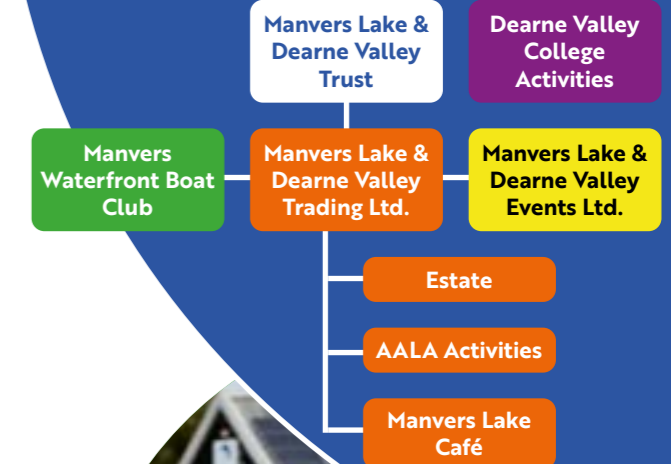 Manvers Lake &
Dearne Valley
Trust
Dearne Valley
College
Activities
Manvers
Waterfront Boat
Club
Manvers Lake &
Dearne Valley
Trading Ltd.
Manvers Lake &
Dearne Valley
Events Ltd.
Estate
AALA Activities
Manvers Lake
Café